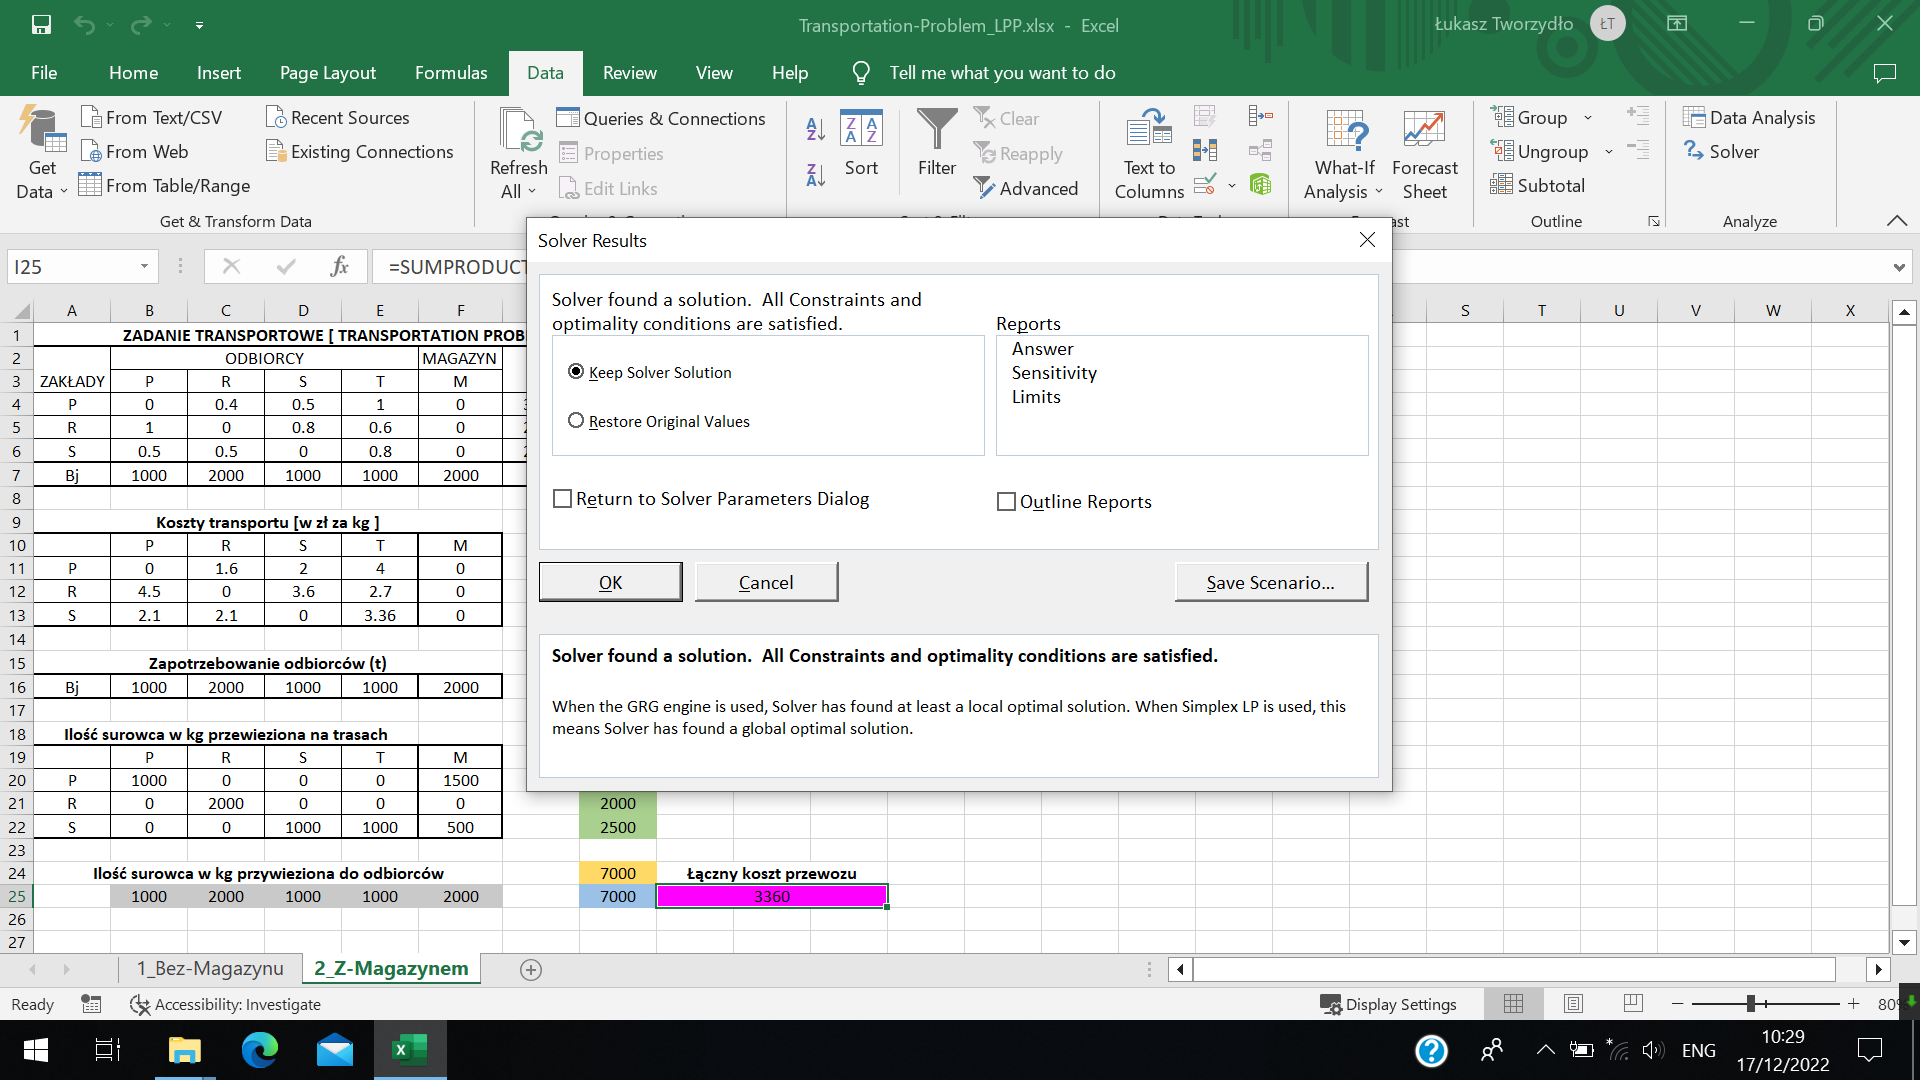 Transportation-Problem_LPP.xlsx - Excel
Łukasz Tworzydło ŁT
File Home Insert Page Layout Formulas Data Review View Help Tell me what you want to do
Get Data
From Text/CSV
From Web
From Table/Range
Recent Sources
Existing Connections
Get & Transform Data
Refresh All
Queries & Connections
Properties
Edit Links
Sort
Filter
Clear
Reapply
Advanced
Text to Columns
What-If Analysis
Forecast Sheet
Group
Ungroup
Subtotal
Outline
Data Analysis
Solver
Analyze
I25 fx =SUMPRODUCT
A B C D E F S T U V W X
1 ZADANIE TRANSPORTOWE [ TRANSPORTATION
2 ODBIORCY MAGAZYN
3 ZAKŁADY P R S T M
4 P 0 0.4 0.5 1 0
5 R 1 0 0.8 0.6 0
6 S 0.5 0.5 0 0.8 0
7 Bj 1000 2000 1000 1000 2000
8
9 Koszty transportu [w zł za kg ]
10 P R S T M
11 P 0 1.6 2 4 0
12 R 4.5 0 3.6 2.7 0
13 S 2.1 2.1 0 3.36 0
14
15 Zapotrzebowanie odbiorców (t)
16 Bj 1000 2000 1000 1000 2000
17
18 Ilość surowca w kg przewieziona na trasach
19 P R S T M
20 P 1000 0 0 0 1500
21 R 0 2000 0 0 0 2000
22 S 0 0 1000 1000 500 2500
23
24 Ilość surowca w kg przywieziona do odbiorców 7000 Łączny koszt przewozu
25 1000 2000 1000 1000 2000 7000 3360
26
27
Solver Results
Solver found a solution. All Constraints and
optimality conditions are satisfied.
Keep Solver Solution
Restore Original Values
Reports
Answer
Sensitivity
Limits
Return to Solver Parameters Dialog
Outline Reports
OK Cancel Save Scenario...
Solver found a solution. All Constraints and optimality conditions are satisfied.
When the GRG engine is used, Solver has found at least a local optimal solution. When Simplex LP is used, this
means Solver has found a global optimal solution.
1_Bez-Magazynu 2_Z-Magazynem
Ready Accessibility: Investigate Display Settings
ENG
10:29
17/12/2022